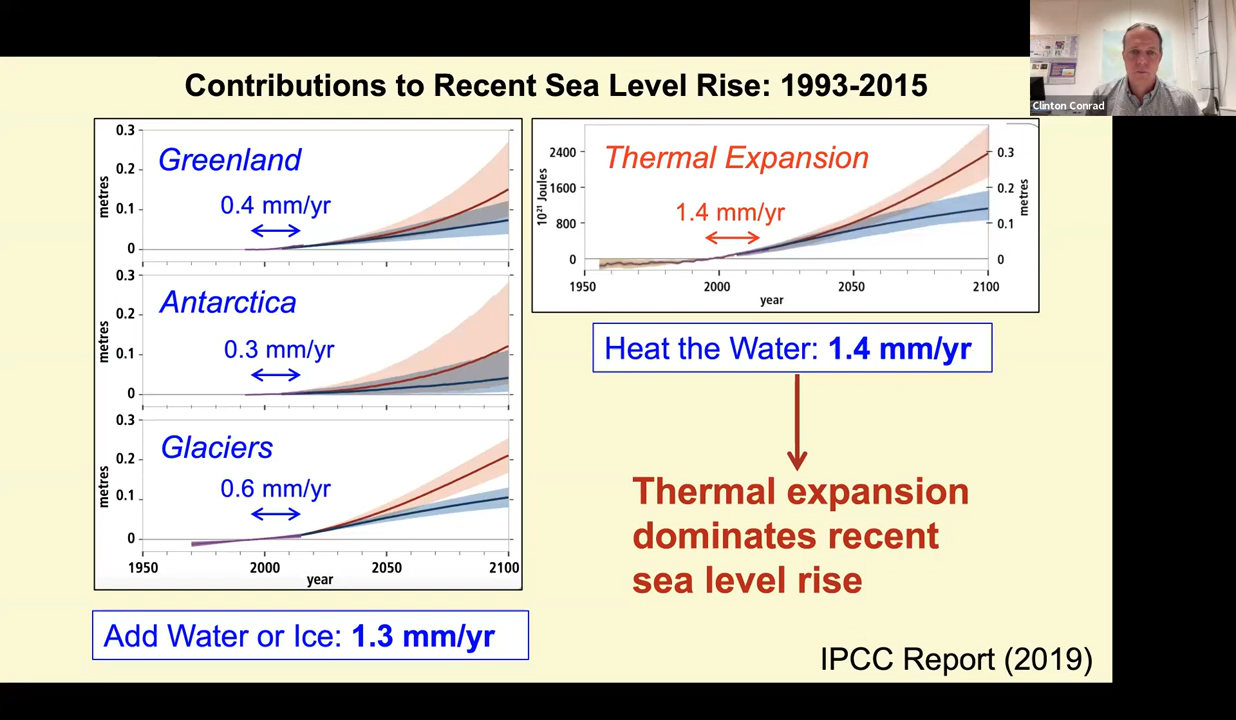 Clinton Conrad
Contributions to Recent Sea Level Rise: 1993-2015
0.3
0.2
0.1
0
metres
Greenland
0.4 mm/yr
0.3
0.2
0.1
0
metres
Antarctica
0.3 mm/yr
0.3
0.2
0.1
0
metres
Glaciers
0.6 mm/yr
1950
2000
2050
2100
year
Add Water or Ice: 1.3 mm/yr
2400
1600
800
0
10²¹ Joules
Thermal Expansion
1.4 mm/yr
0.3
0.2
0.1
0
metres
1950
2000
2050
2100
year
Heat the Water: 1.4 mm/yr
Thermal expansion
dominates recent
sea level rise
IPCC Report (2019)